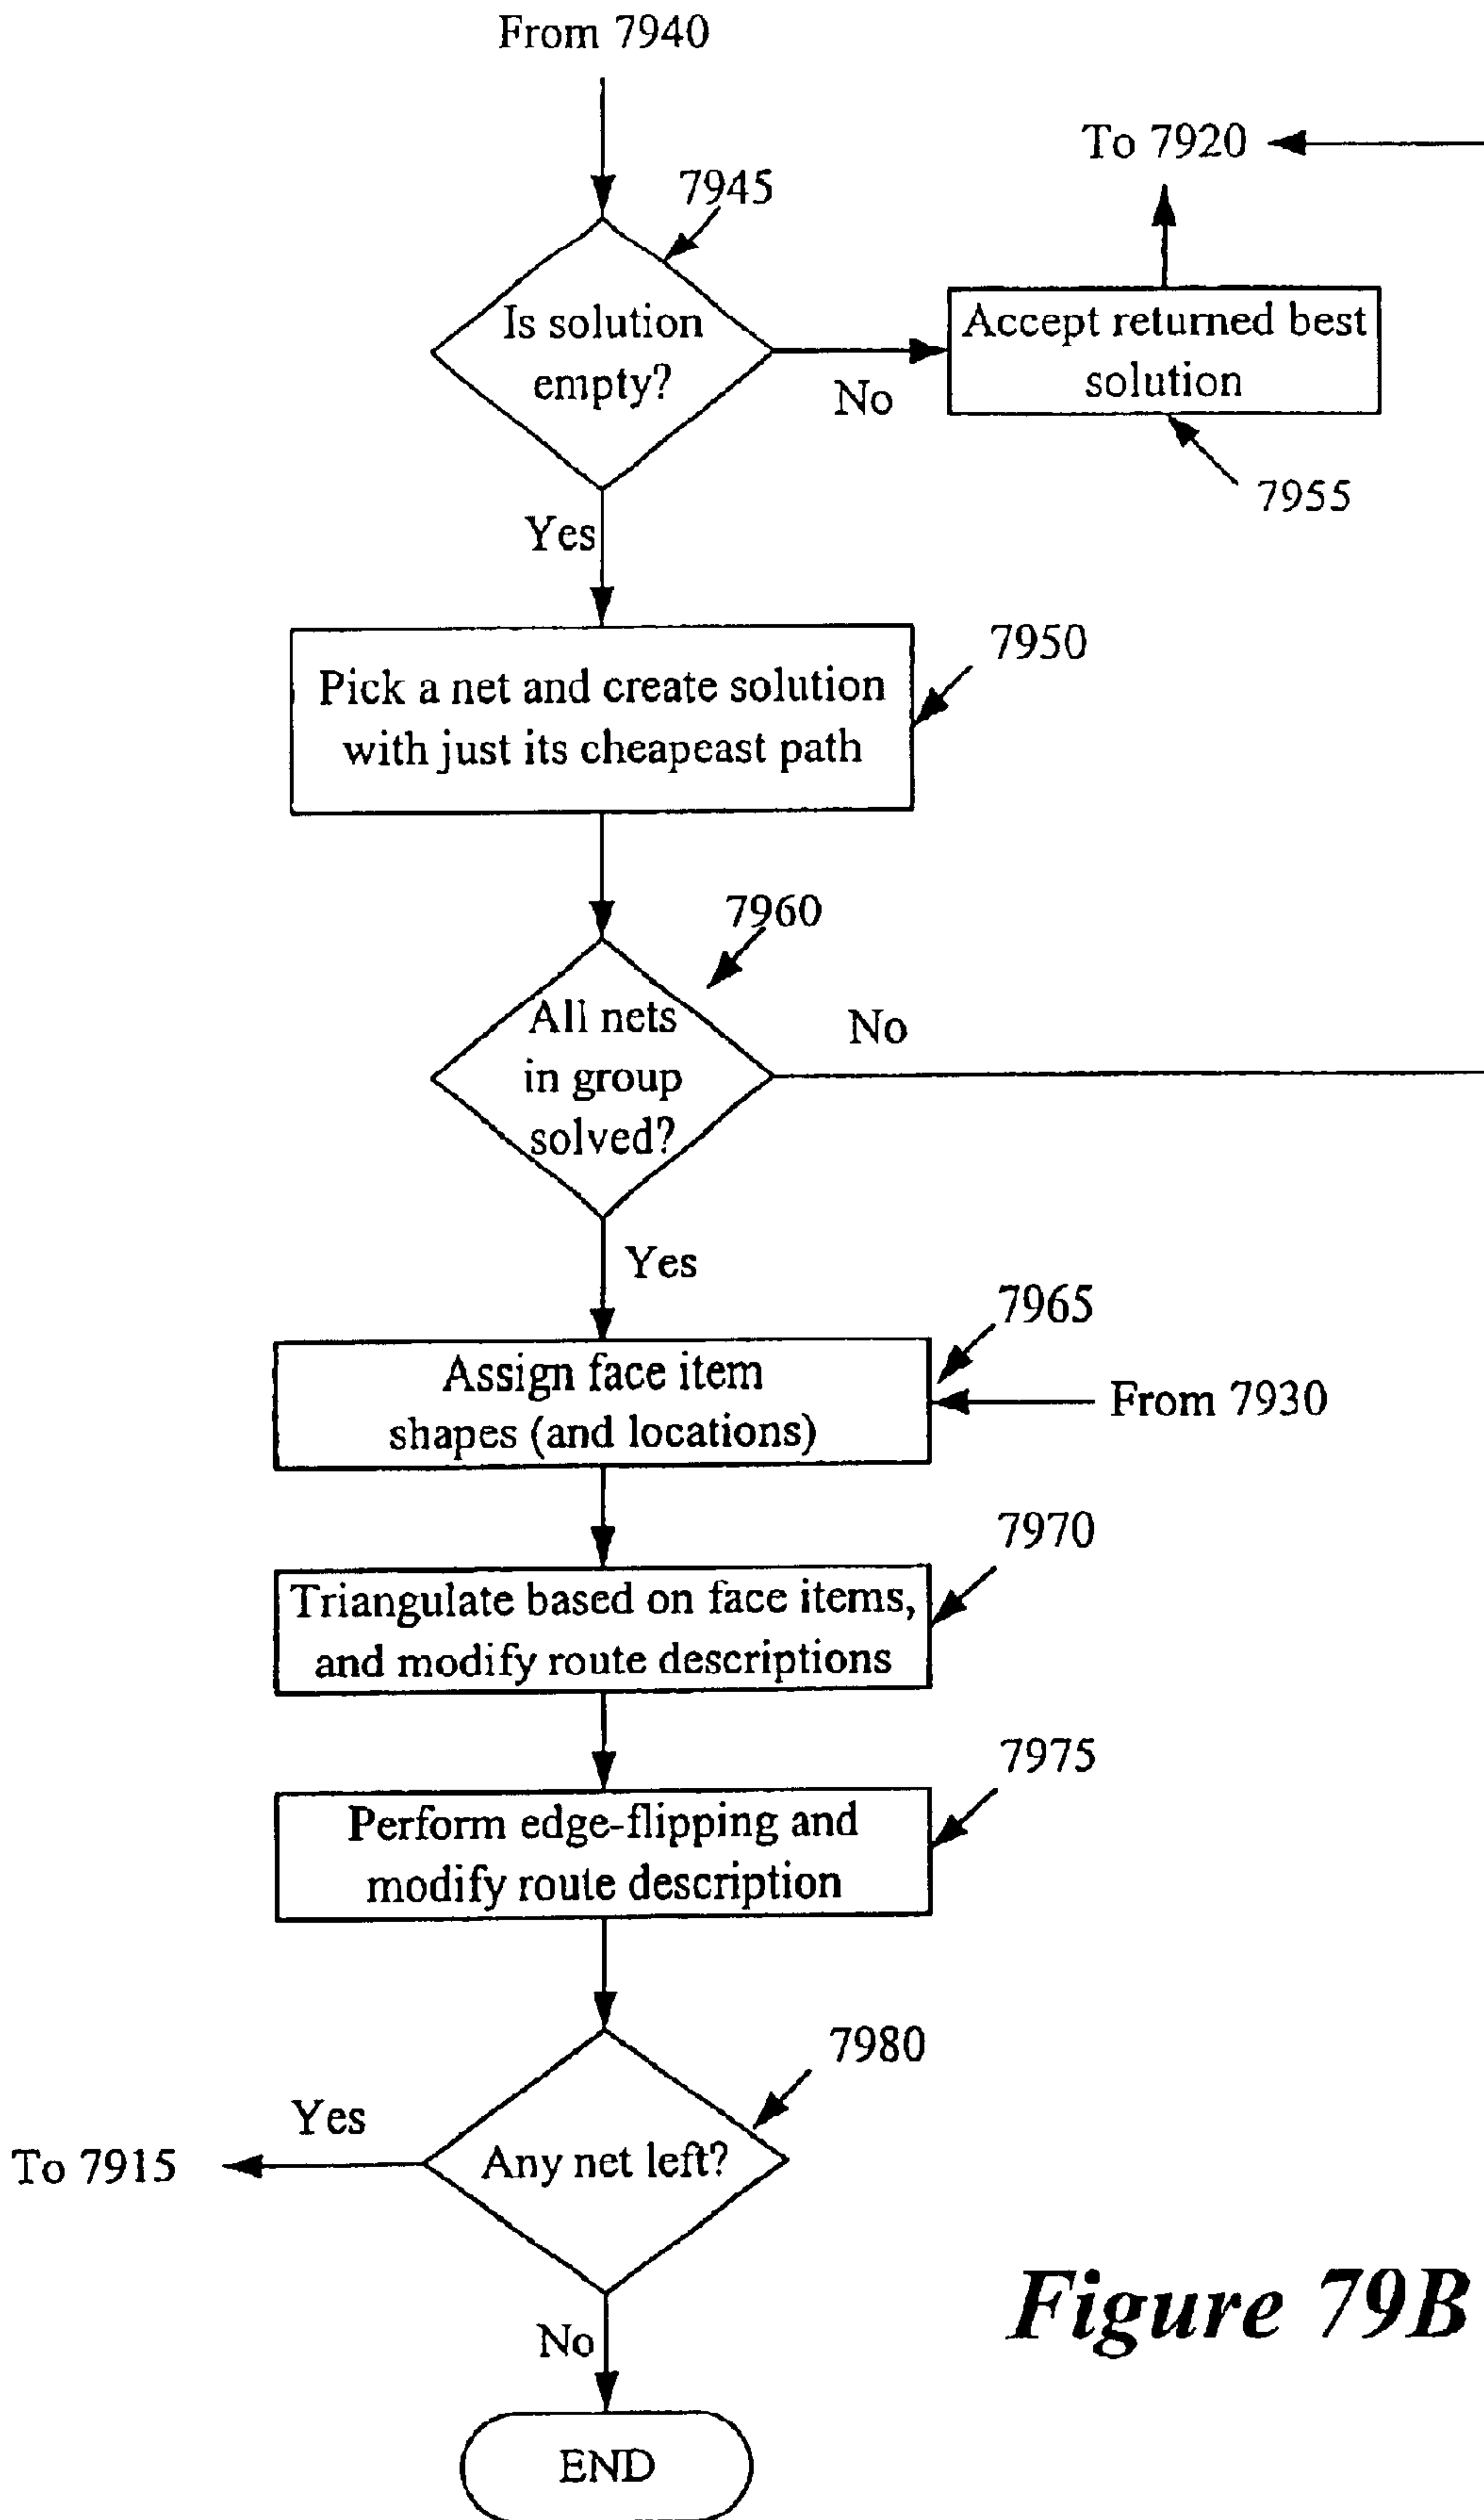 From 7940
To 7920
7945
Is solution
empty?
No
Accept returned best
solution
7955
Yes
7950
Pick a net and create solution
with just its cheapeast path
7960
All nets
in group
solved?
No
Yes
7965
Assign face item
shapes (and locations)
From 7930
7970
Triangulate based on face items,
and modify route descriptions
7975
Perform edge-flipping and
modify route description
7980
Yes
Any net left?
To 7915
No
END
Figure 79B